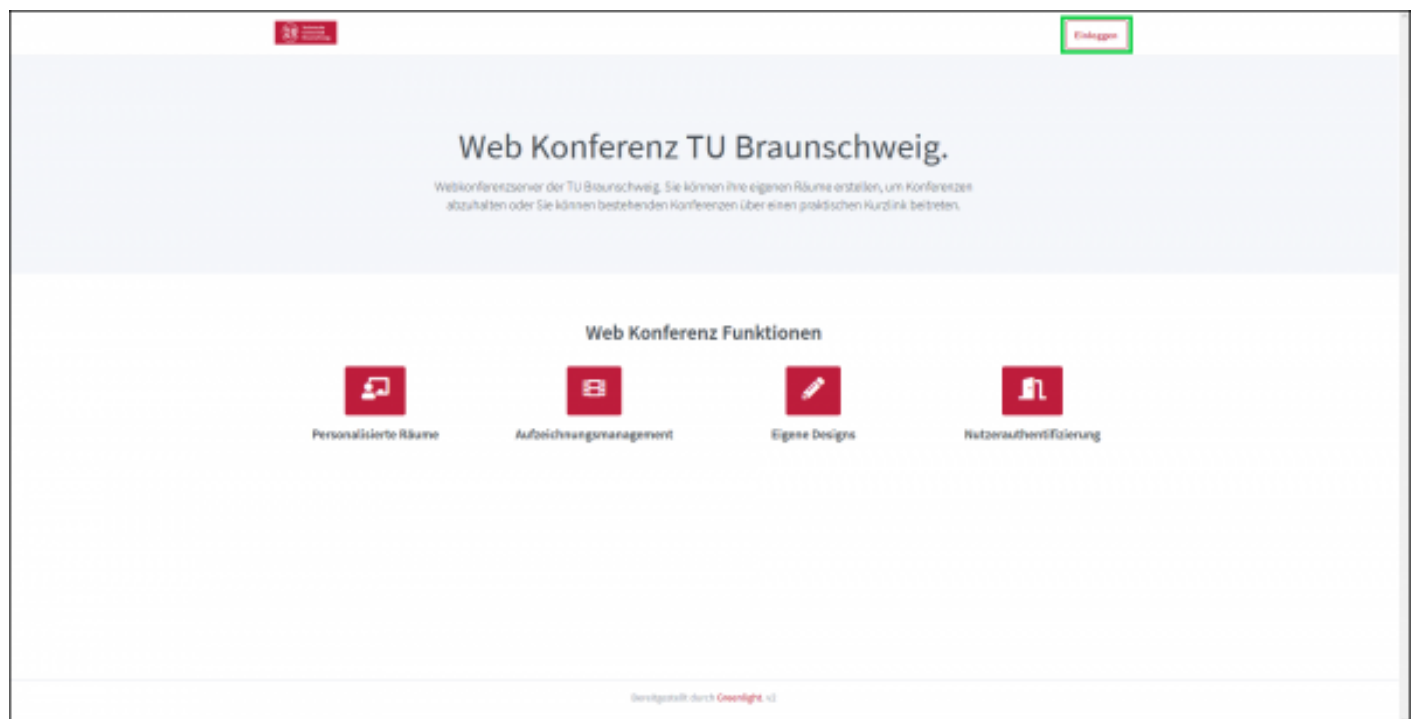 Einloggen
Web Konferenz TU Braunschweig.
Webkonferenzserver der TU Braunschweig. Sie können ihre eigenen Räume erstellen, um Konferenzen
abzuhalten oder Sie können bestehenden Konferenzen über einen praktischen Kurzlink beitreten.
Web Konferenz Funktionen
Personalisierte Räume Aufzeichnungsmanagement Eigene Designs Nutzerauthentifizierung
Bereitgestellt durch Greenlight. v2